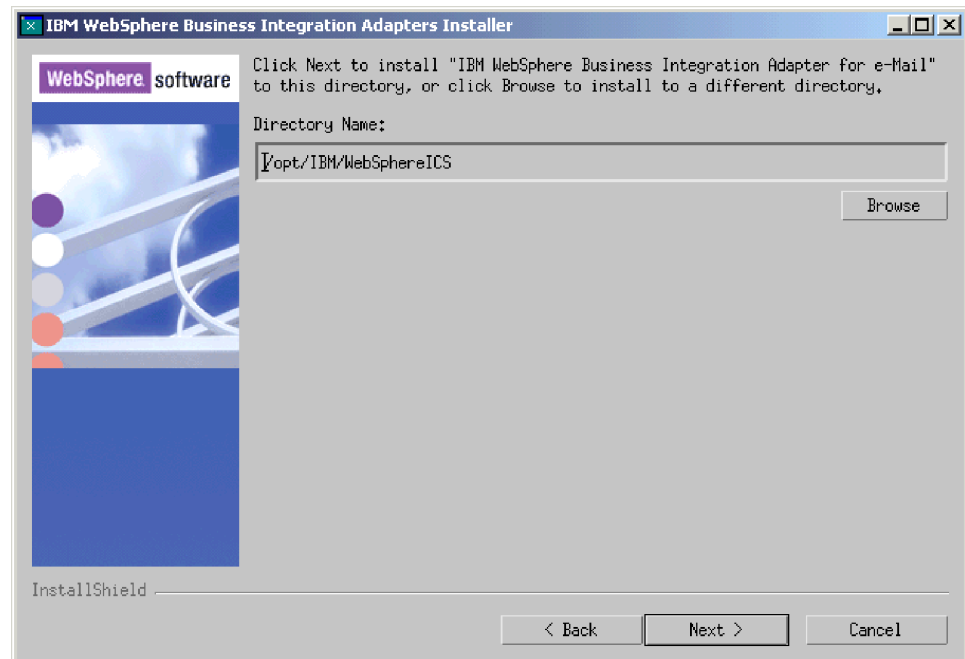 IBM WebSphere Business Integration Adapters Installer
WebSphere software
Click Next to install "IBM WebSphere Business Integration Adapter for e-Mail"
to this directory, or click Browse to install to a different directory.
Directory Name:
/opt/IBM/WebSphereICS
Browse
InstallShield
< Back
Next >
Cancel